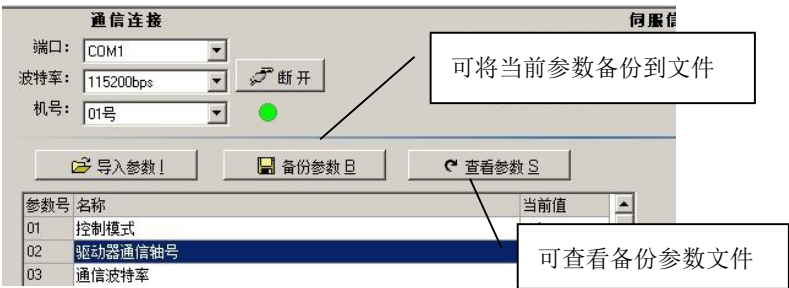 通信连接
伺服信
端口： COM1
波特率： 115200bps
断开
机号： 01号
可将当前参数备份到文件
导入参数 I
备份参数 B
查看参数 S
参数号 名称 当前值
01 控制模式
02 驱动器通信轴号
03 通信波特率
可查看备份参数文件